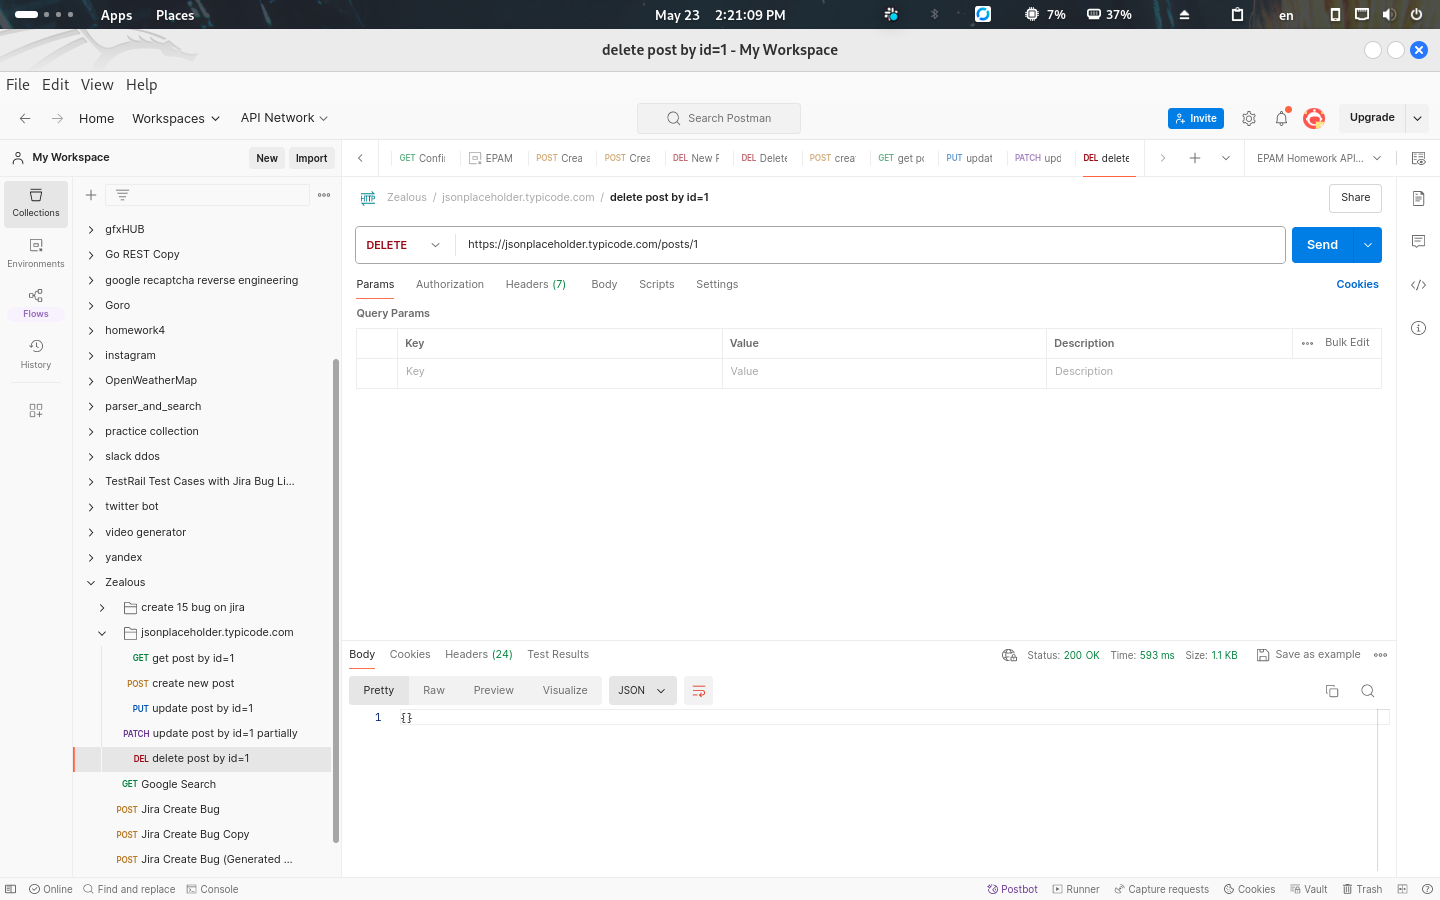 Apps Places May 23 2:21:09 PM 7% 37% en
delete post by id=1 - My Workspace
File Edit View Help
Home Workspaces API Network Search Postman Invite Upgrade
My Workspace New Import
GET Confi EPAM POST Crea POST Crea DEL New F DEL Delete POST crea GET get po PUT updat PATCH upd DEL delete EPAM Homework API...
Collections
Environments
Flows
History
gfxHUB
Go REST Copy
google recaptcha reverse engineering
Goro
homework4
instagram
OpenWeatherMap
parser_and_search
practice collection
slack ddos
TestRail Test Cases with Jira Bug Li...
twitter bot
video generator
yandex
Zealous
create 15 bug on jira
jsonplaceholder.typicode.com
GET get post by id=1
POST create new post
PUT update post by id=1
PATCH update post by id=1 partially
DEL delete post by id=1
GET Google Search
POST Jira Create Bug
POST Jira Create Bug Copy
POST Jira Create Bug (Generated ...
HTTP Zealous / jsonplaceholder.typicode.com / delete post by id=1 Share
DELETE https://jsonplaceholder.typicode.com/posts/1 Send
Params Authorization Headers (7) Body Scripts Settings Cookies
Query Params
Key Value Description Bulk Edit
Key Value Description
Body Cookies Headers (24) Test Results Status: 200 OK Time: 593 ms Size: 1.1 KB Save as example
Pretty Raw Preview Visualize JSON
1 {}
Online Find and replace Console Postbot Runner Capture requests Cookies Vault Trash